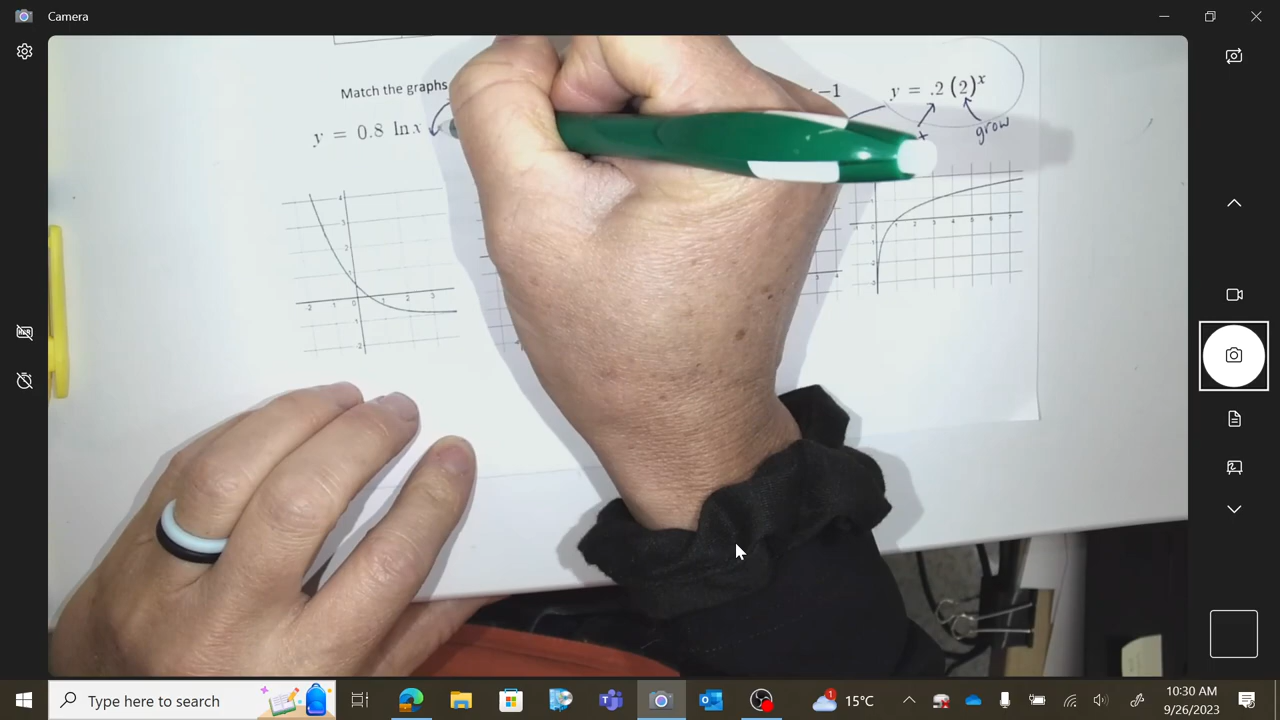 Camera
Match the graphs
y = 0.8 ln x
-1
y = .2 (2)^x
grow
Type here to search
1
15°C
10:30 AM
9/26/2023